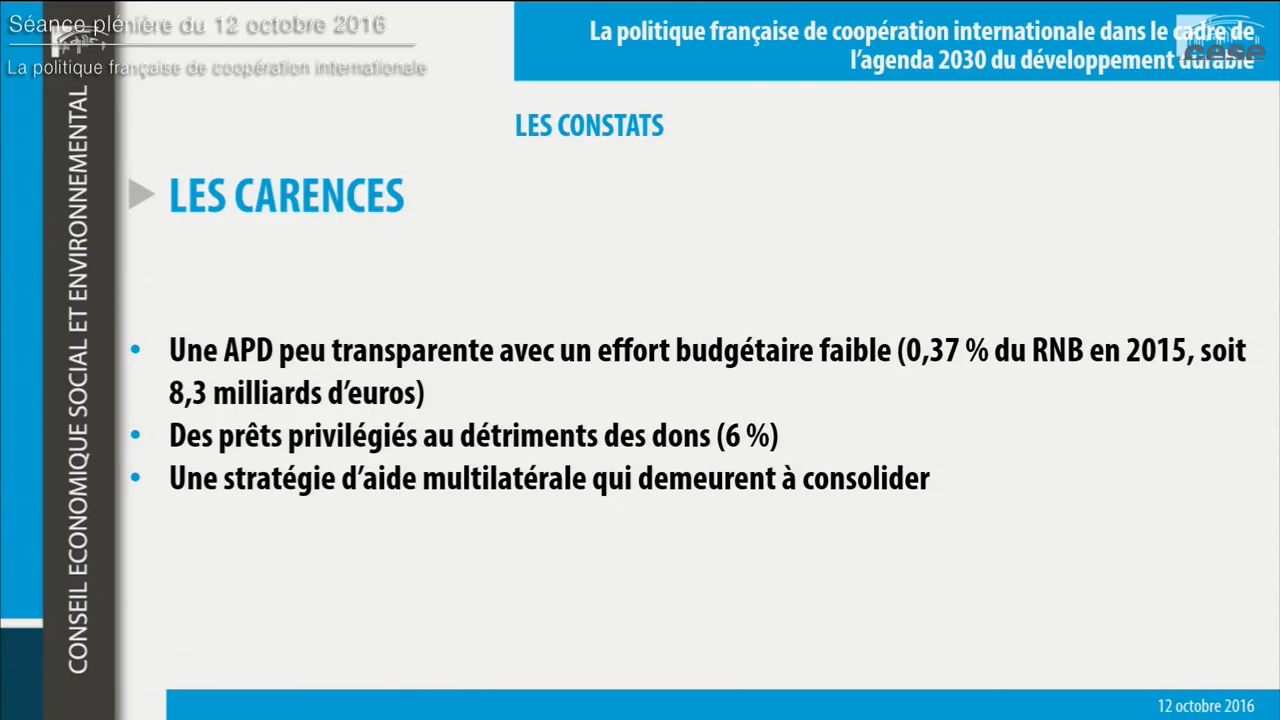 Séance plénière du 12 octobre 2016
La politique française de coopération internationale
La politique française de coopération internationale dans le cadre de
l'agenda 2030 du développement durable
cese
CONSEIL ECONOMIQUE SOCIAL ET ENVIRONNEMENTAL
LES CONSTATS
LES CARENCES
• Une APD peu transparente avec un effort budgétaire faible (0,37 % du RNB en 2015, soit
8,3 milliards d'euros)
• Des prêts privilégiés au détriments des dons (6 %)
• Une stratégie d'aide multilatérale qui demeurent à consolider
12 octobre 2016